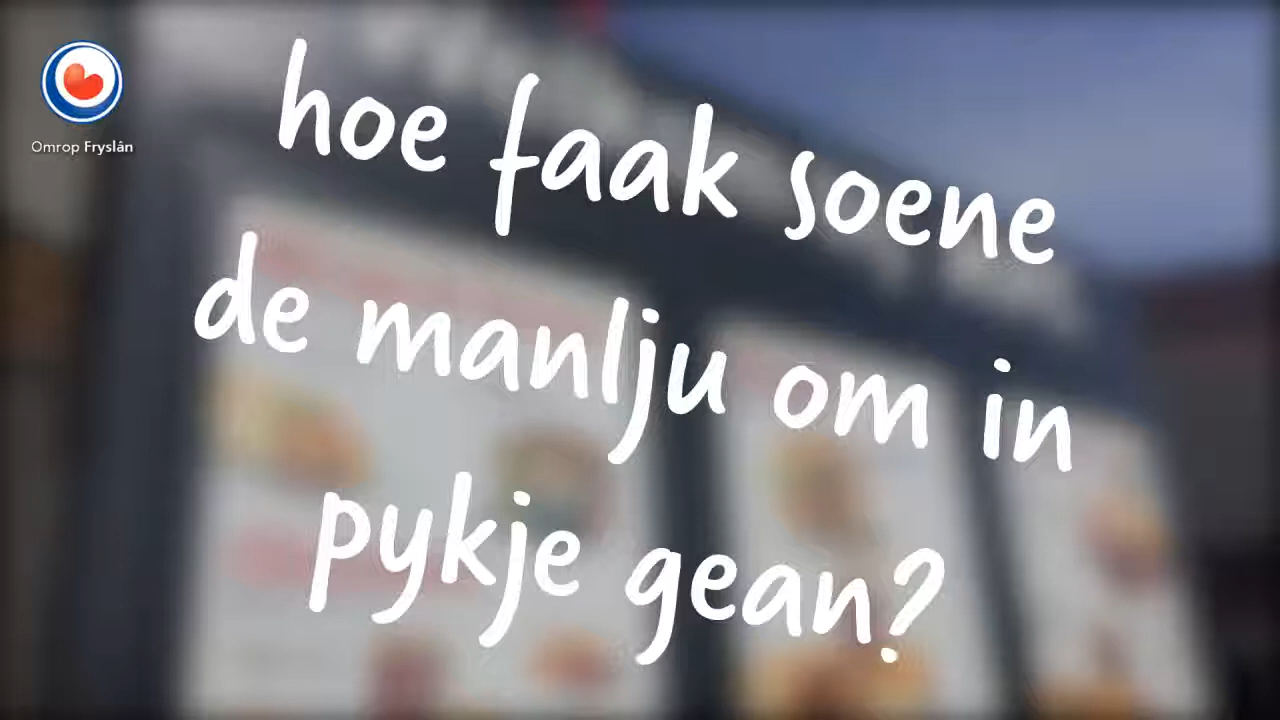 Omrop Fryslân
hoe faak soene
de manlju om in
pykje gean?